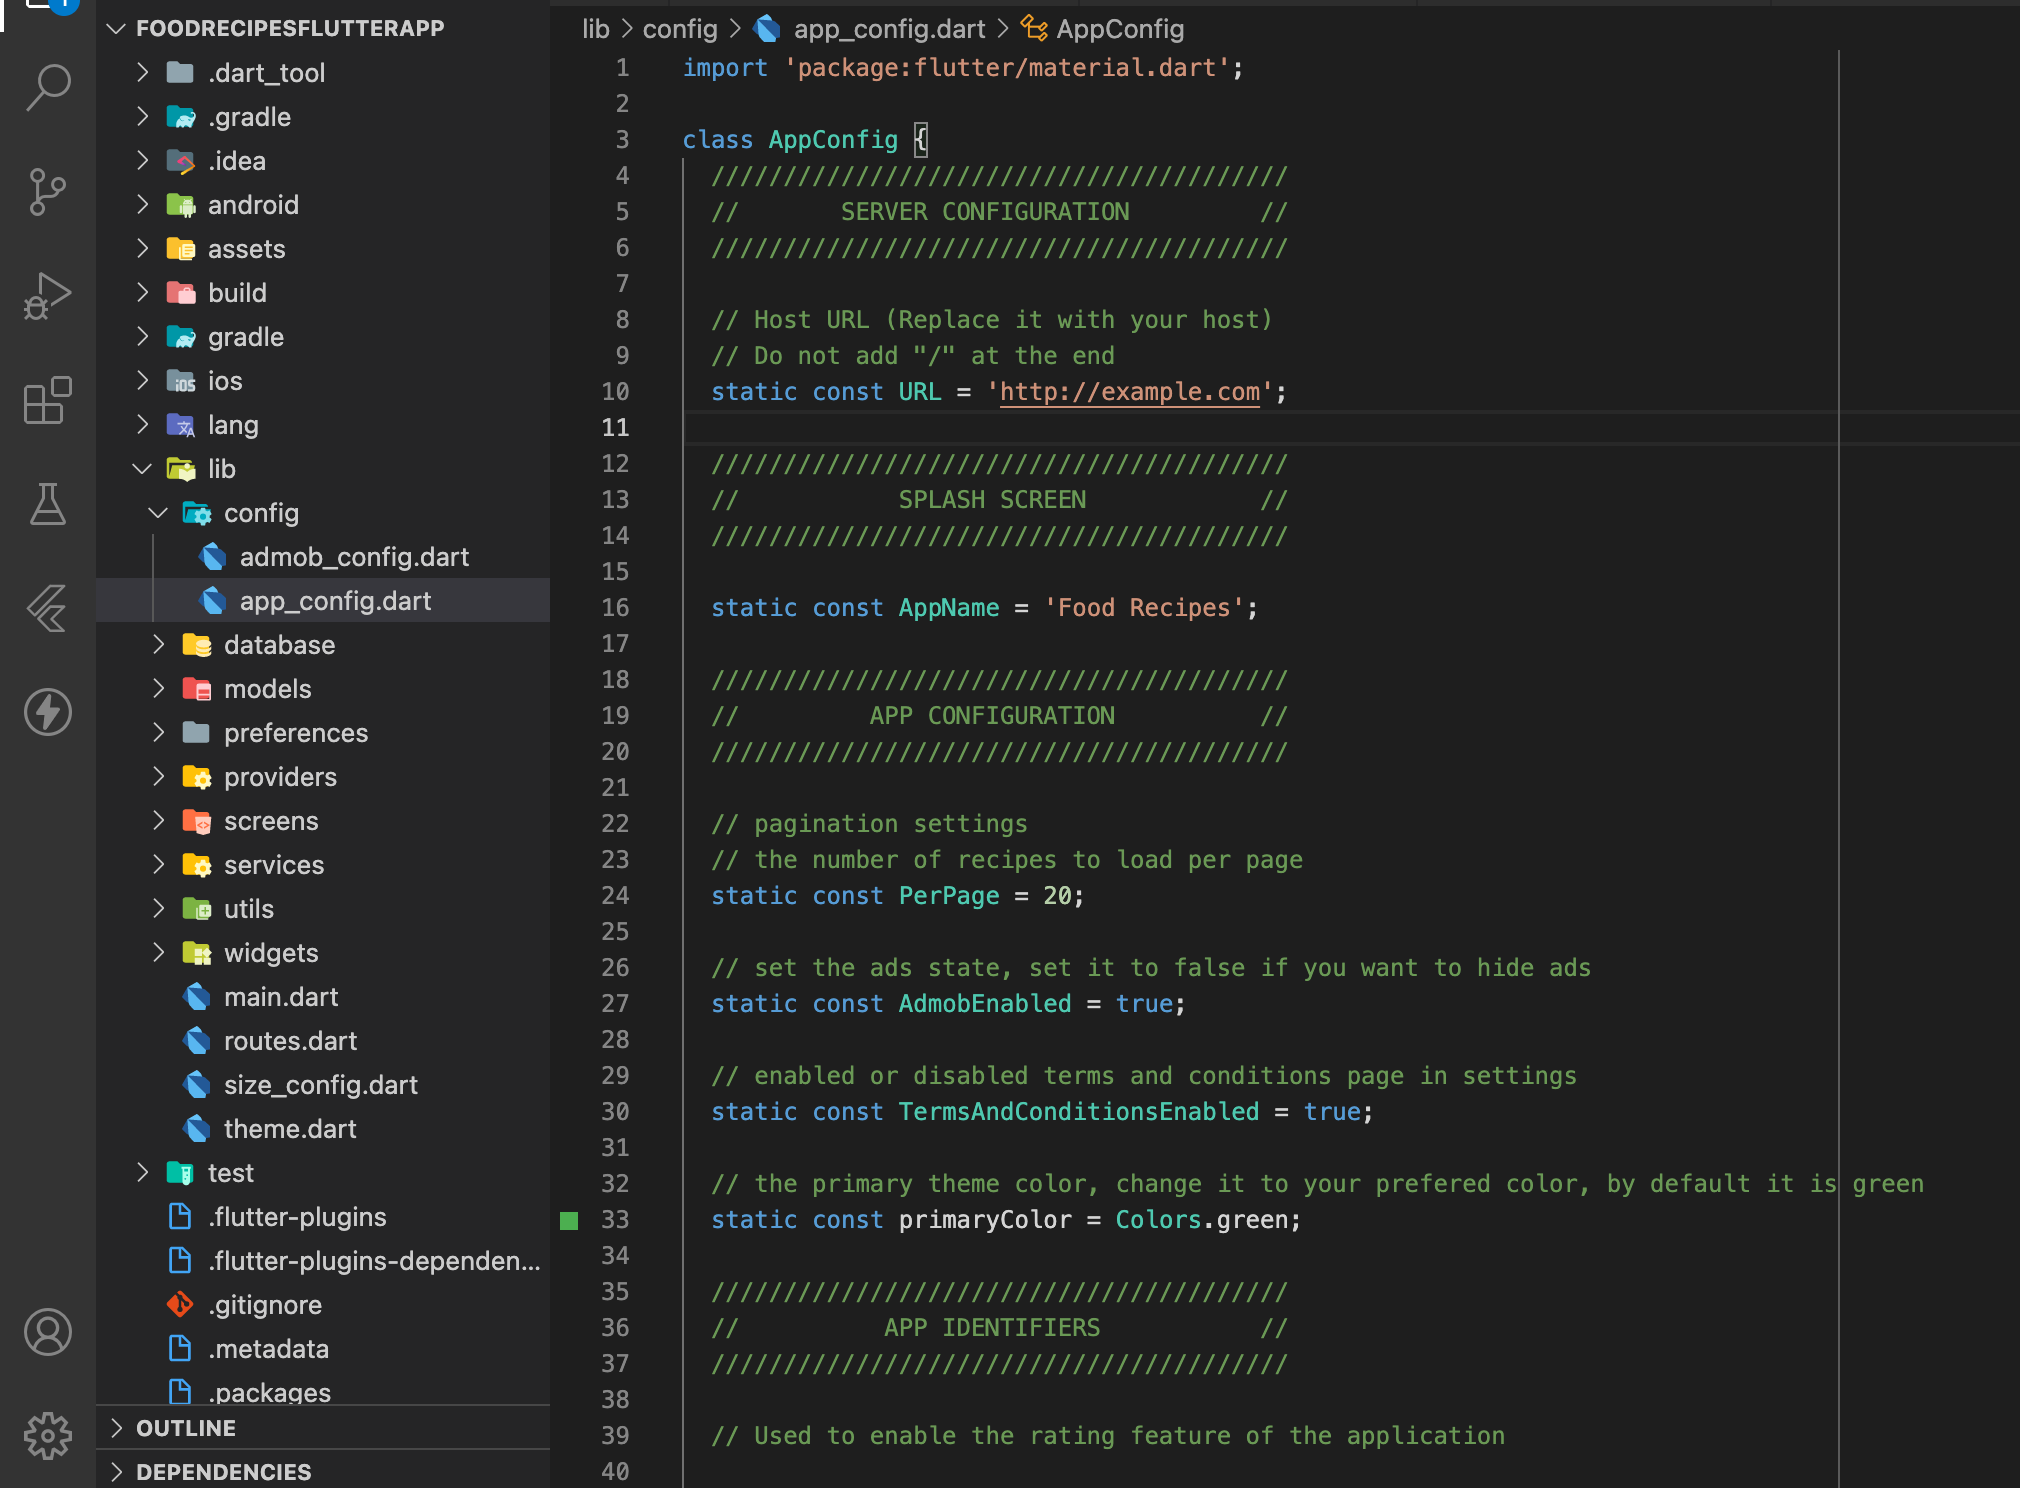 1
FOODRECIPESFLUTTERAPP
.dart_tool
.gradle
.idea
android
assets
build
gradle
iOS
ios
lang
lib
config
admob_config.dart
app_config.dart
database
models
preferences
providers
screens
services
utils
widgets
main.dart
routes.dart
size_config.dart
theme.dart
test
.flutter-plugins
.flutter-plugins-dependen...
.gitignore
.metadata
.packages
OUTLINE
DEPENDENCIES
lib > config > app_config.dart > AppConfig
1 import 'package:flutter/material.dart';
2
3 class AppConfig {
4 ////////////////////////////////////////
5 // SERVER CONFIGURATION //
6 ////////////////////////////////////////
7
8 // Host URL (Replace it with your host)
9 // Do not add "/" at the end
10 static const URL = 'http://example.com';
11
12 ////////////////////////////////////////
13 // SPLASH SCREEN //
14 ////////////////////////////////////////
15
16 static const AppName = 'Food Recipes';
17
18 ////////////////////////////////////////
19 // APP CONFIGURATION //
20 ////////////////////////////////////////
21
22 // pagination settings
23 // the number of recipes to load per page
24 static const PerPage = 20;
25
26 // set the ads state, set it to false if you want to hide ads
27 static const AdmobEnabled = true;
28
29 // enabled or disabled terms and conditions page in settings
30 static const TermsAndConditionsEnabled = true;
31
32 // the primary theme color, change it to your prefered color, by default it is green
33 static const primaryColor = Colors.green;
34
35 ////////////////////////////////////////
36 // APP IDENTIFIERS //
37 ////////////////////////////////////////
38
39 // Used to enable the rating feature of the application
40